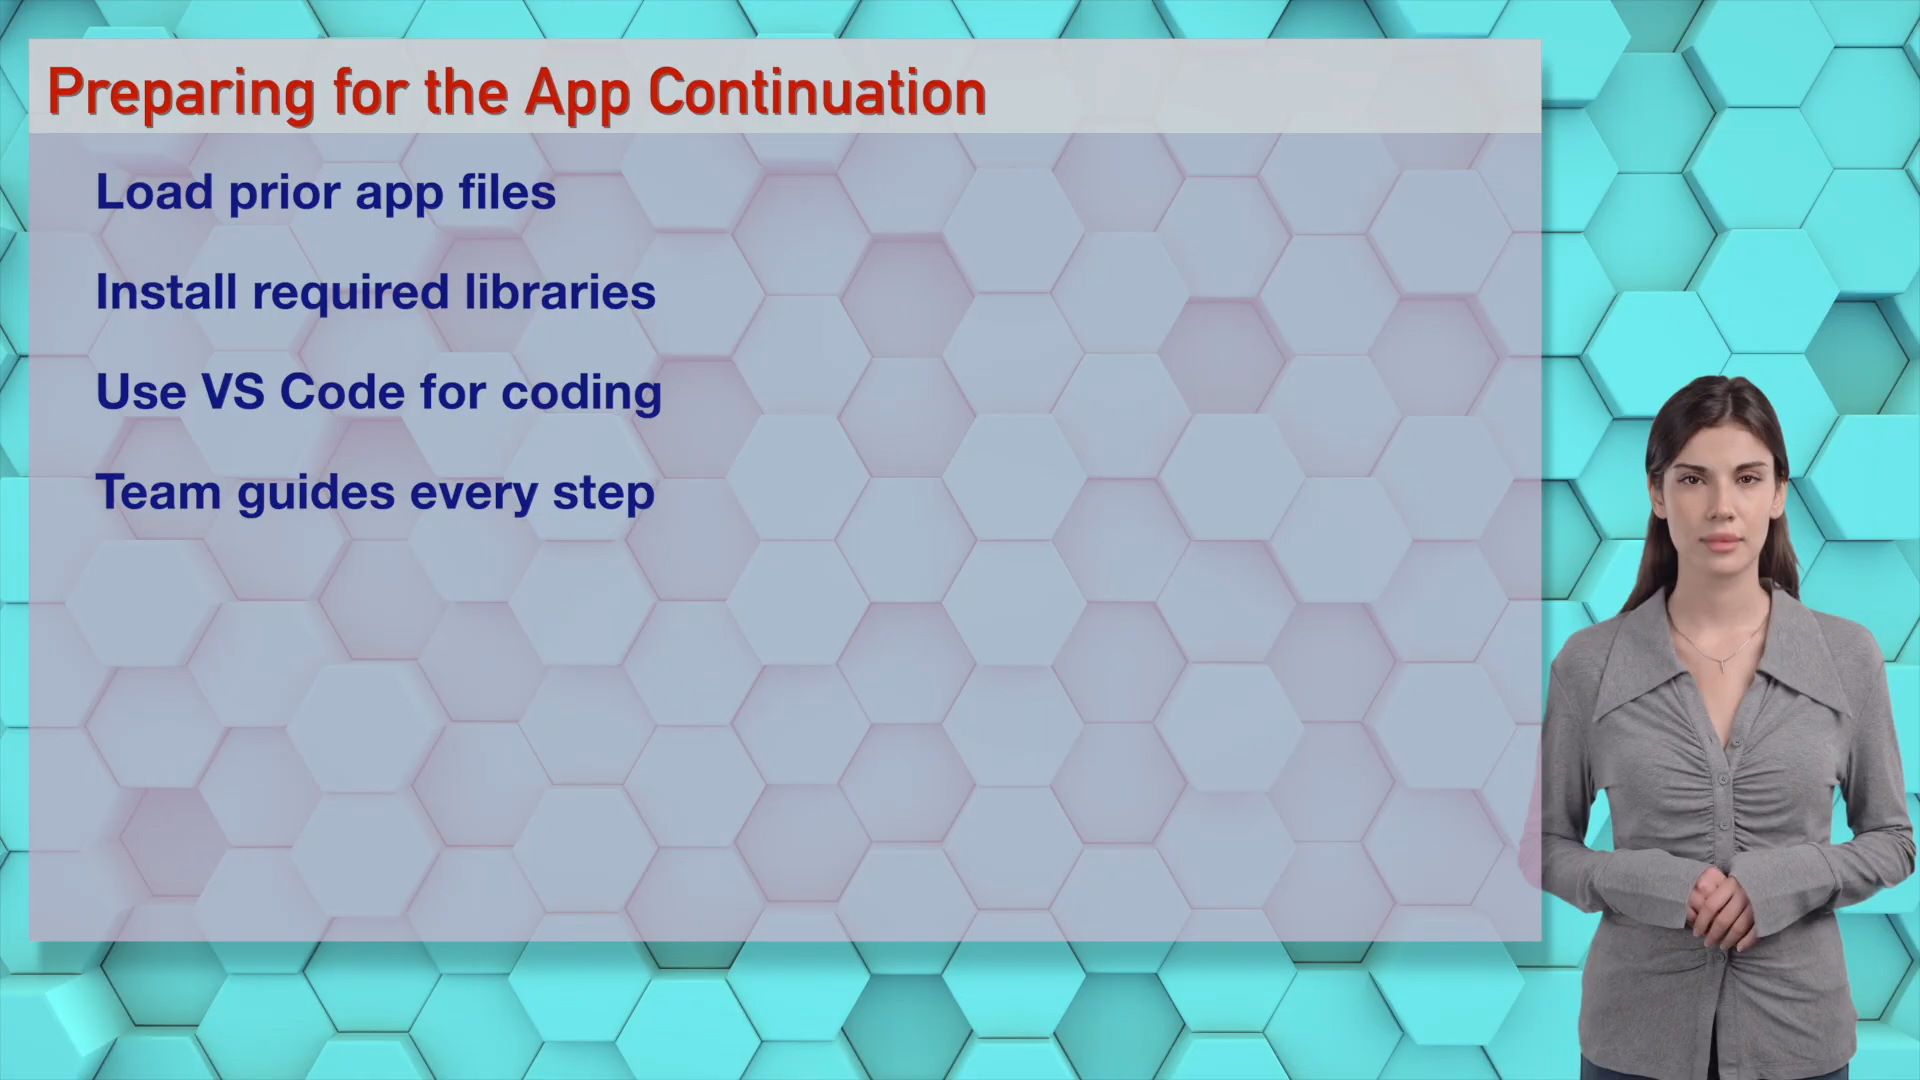 Preparing for the App Continuation
Load prior app files
Install required libraries
Use VS Code for coding
Team guides every step